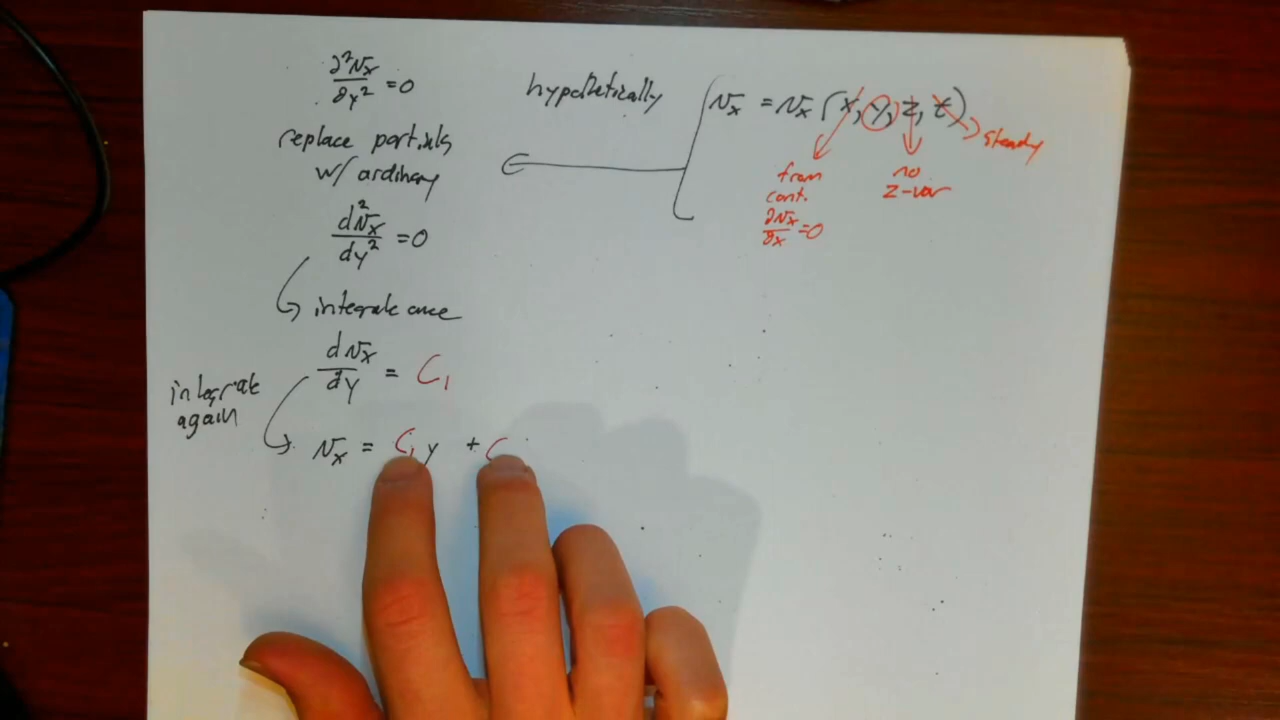 ∂²Vx/∂y² = 0
replace partials
w/ ordinary
d²Vx/dy² = 0
integrate once
dVx/dy = C1
integrate
again
Vx = C1y + C
hypothetically
Vx = Vx (x, y, z, t)
steady
from
cont.
∂Vx/∂x = 0
no
z-var